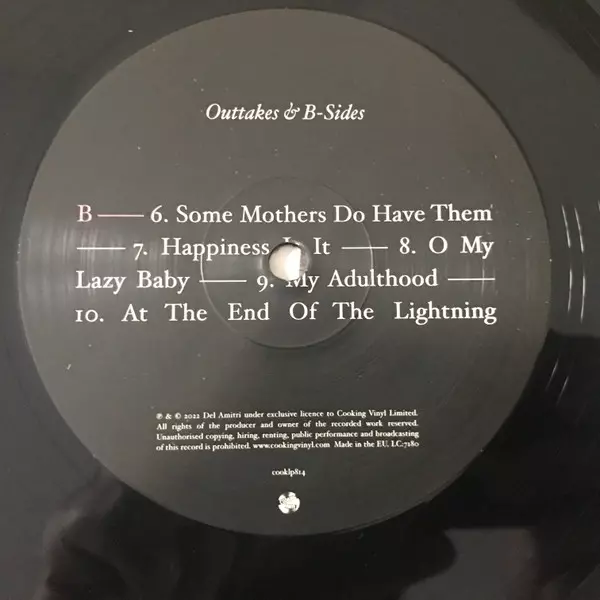 Outtakes & B-Sides
B — 6. Some Mothers Do Have Them
— 7. Happiness It — 8. O My
Lazy Baby — 9. My Adulthood —
10. At The End Of The Lightning
℗ & © 2022 Del Amitri under exclusive licence to Cooking Vinyl Limited.
All rights of the producer and owner of the recorded work reserved.
Unauthorised copying, hiring, renting, public performance and broadcasting
of this record is prohibited. www.cookingvinyl.com Made in the EU. LC:7180
cooklp814